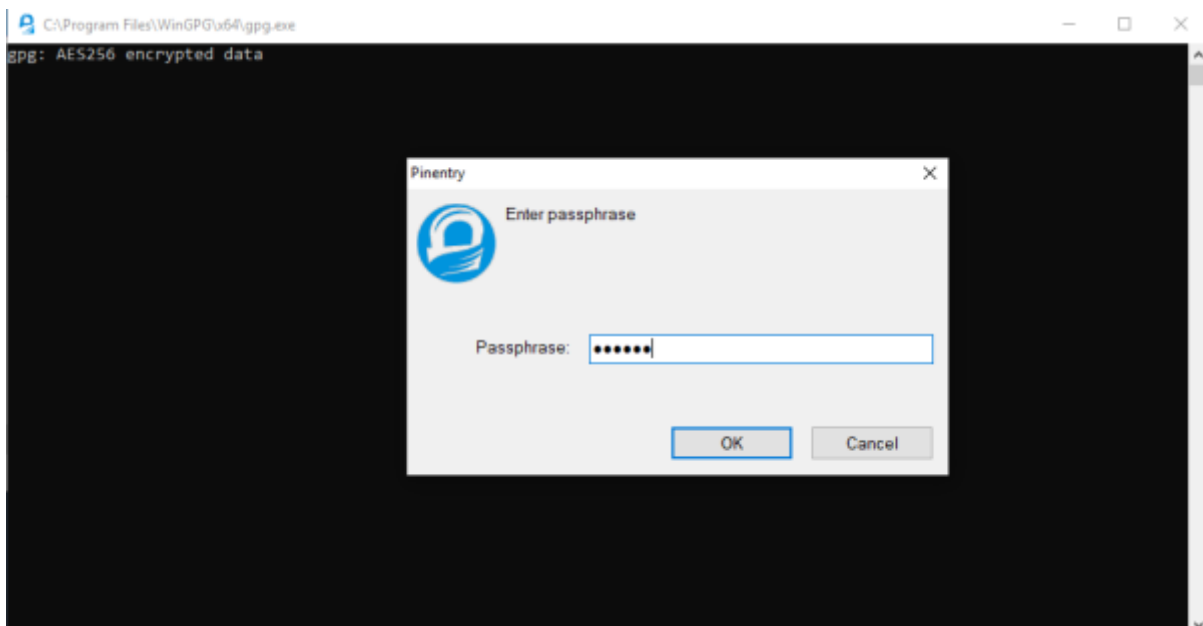 C:\Program Files\WinGPG\x64\gpg.exe
gpg: AES256 encrypted data
Pinentry
Enter passphrase
Passphrase: ••••••
OK Cancel